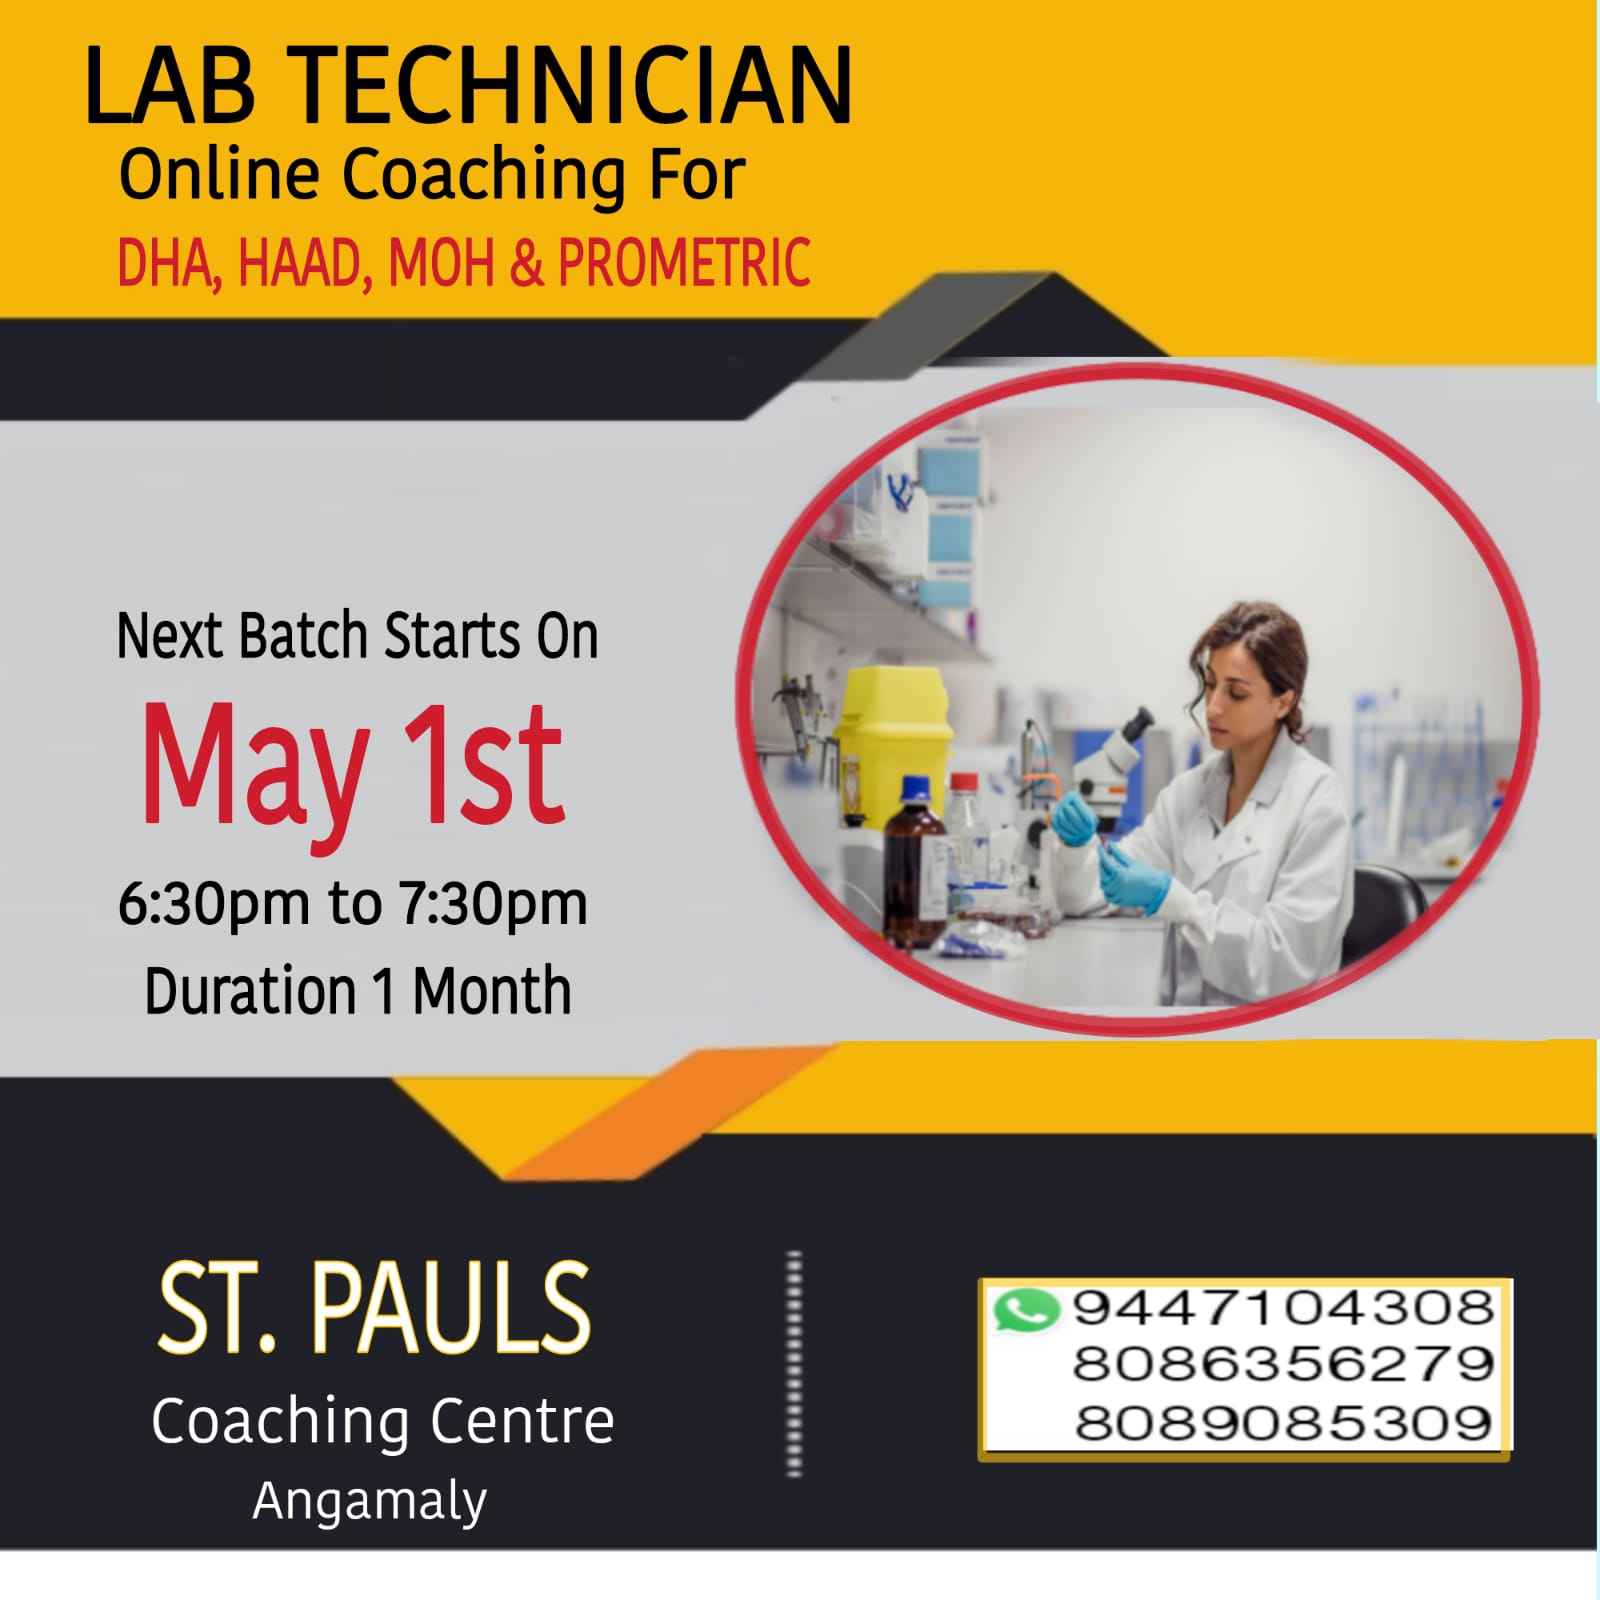 LAB TECHNICIAN
Online Coaching For
DHA, HAAD, MOH & PROMETRIC
Next Batch Starts On
May 1st
6:30pm to 7:30pm
Duration 1 Month
ST. PAULS
Coaching Centre
Angamaly
9447104308
8086356279
8089085309